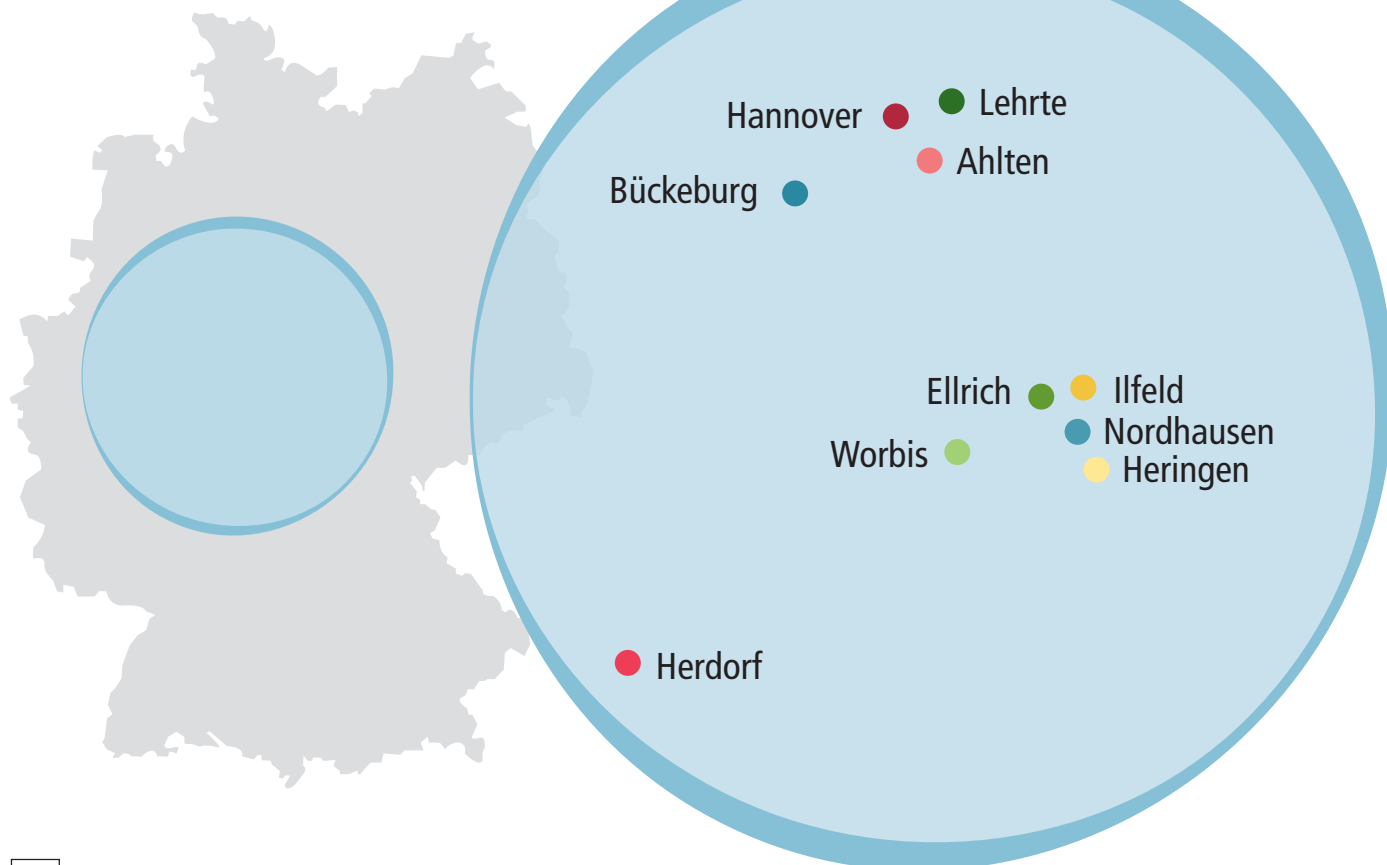 Lehrte
Hannover
Ahlten
Bückeburg
Ellrich
Ilfeld
Nordhausen
Worbis
Heringen
Herdorf